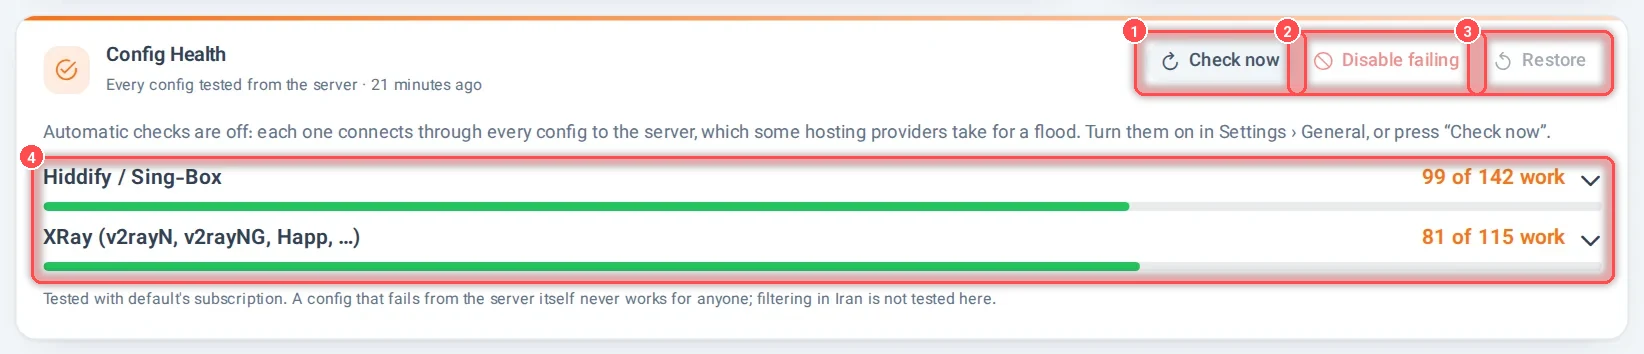 Config Health
Every config tested from the server · 21 minutes ago
1
Check now
2
Disable failing
3
Restore
Automatic checks are off: each one connects through every config to the server, which some hosting providers take for a flood. Turn them on in Settings › General, or press “Check now”.
4
Hiddify / Sing-Box
99 of 142 work
XRay (v2rayN, v2rayNG, Happ, ...)
81 of 115 work
Tested with default's subscription. A config that fails from the server itself never works for anyone; filtering in Iran is not tested here.